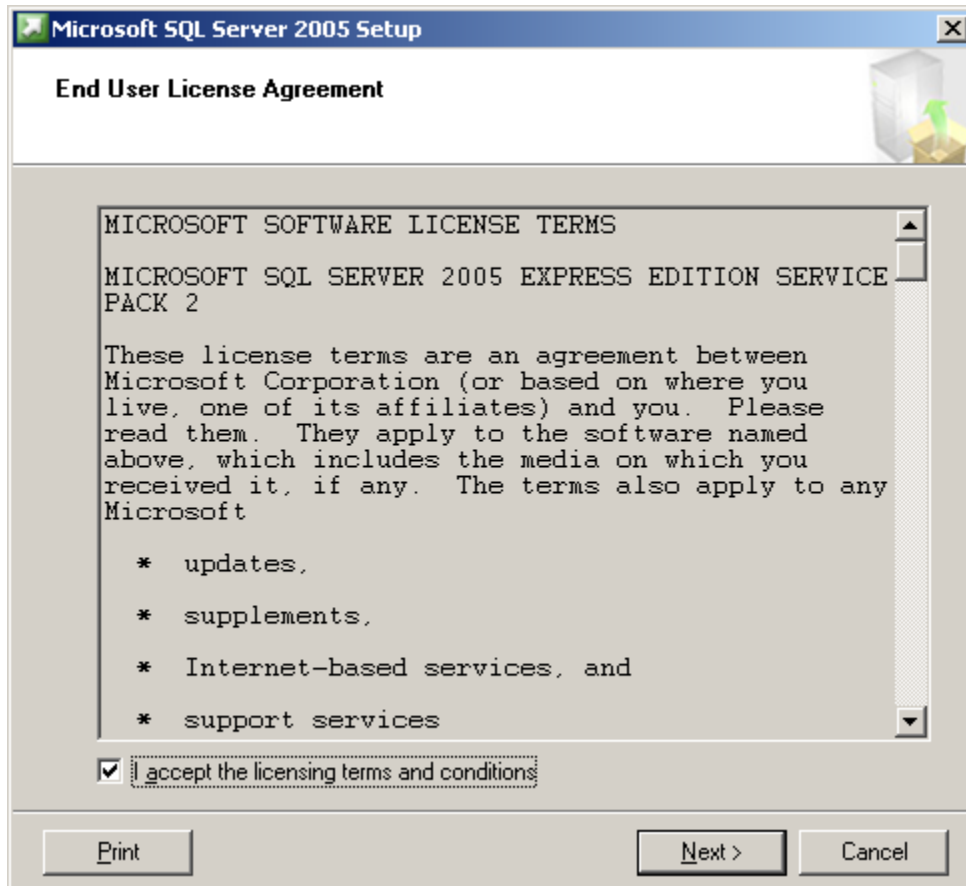 Microsoft SQL Server 2005 Setup
End User License Agreement
MICROSOFT SOFTWARE LICENSE TERMS
MICROSOFT SQL SERVER 2005 EXPRESS EDITION SERVICE
PACK 2
These license terms are an agreement between
Microsoft Corporation (or based on where you
live, one of its affiliates) and you.  Please
read them.  They apply to the software named
above, which includes the media on which you
received it, if any.  The terms also apply to any
Microsoft
*  updates,
*  supplements,
*  Internet-based services, and
*  support services
I accept the licensing terms and conditions
Print
Next >
Cancel